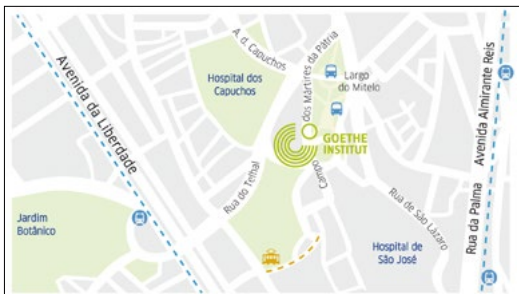 Avenida da Liberdade
A. d. Capuchos
Hospital dos
Capuchos
Campo dos Mártires da Pátria
Largo
do Mitelo
GOETHE
INSTITUT
Rua do Telhal
Rua de São Lázaro
Rua da Palma Avenida Almirante Reis
Jardim
Botânico
Hospital de
São José